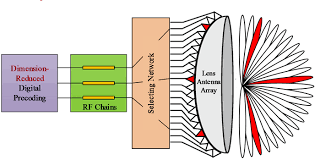 Dimension-
Reduced
Digital
Precoding
RF Chains
Selecting Network
Lens
Antenna
Array